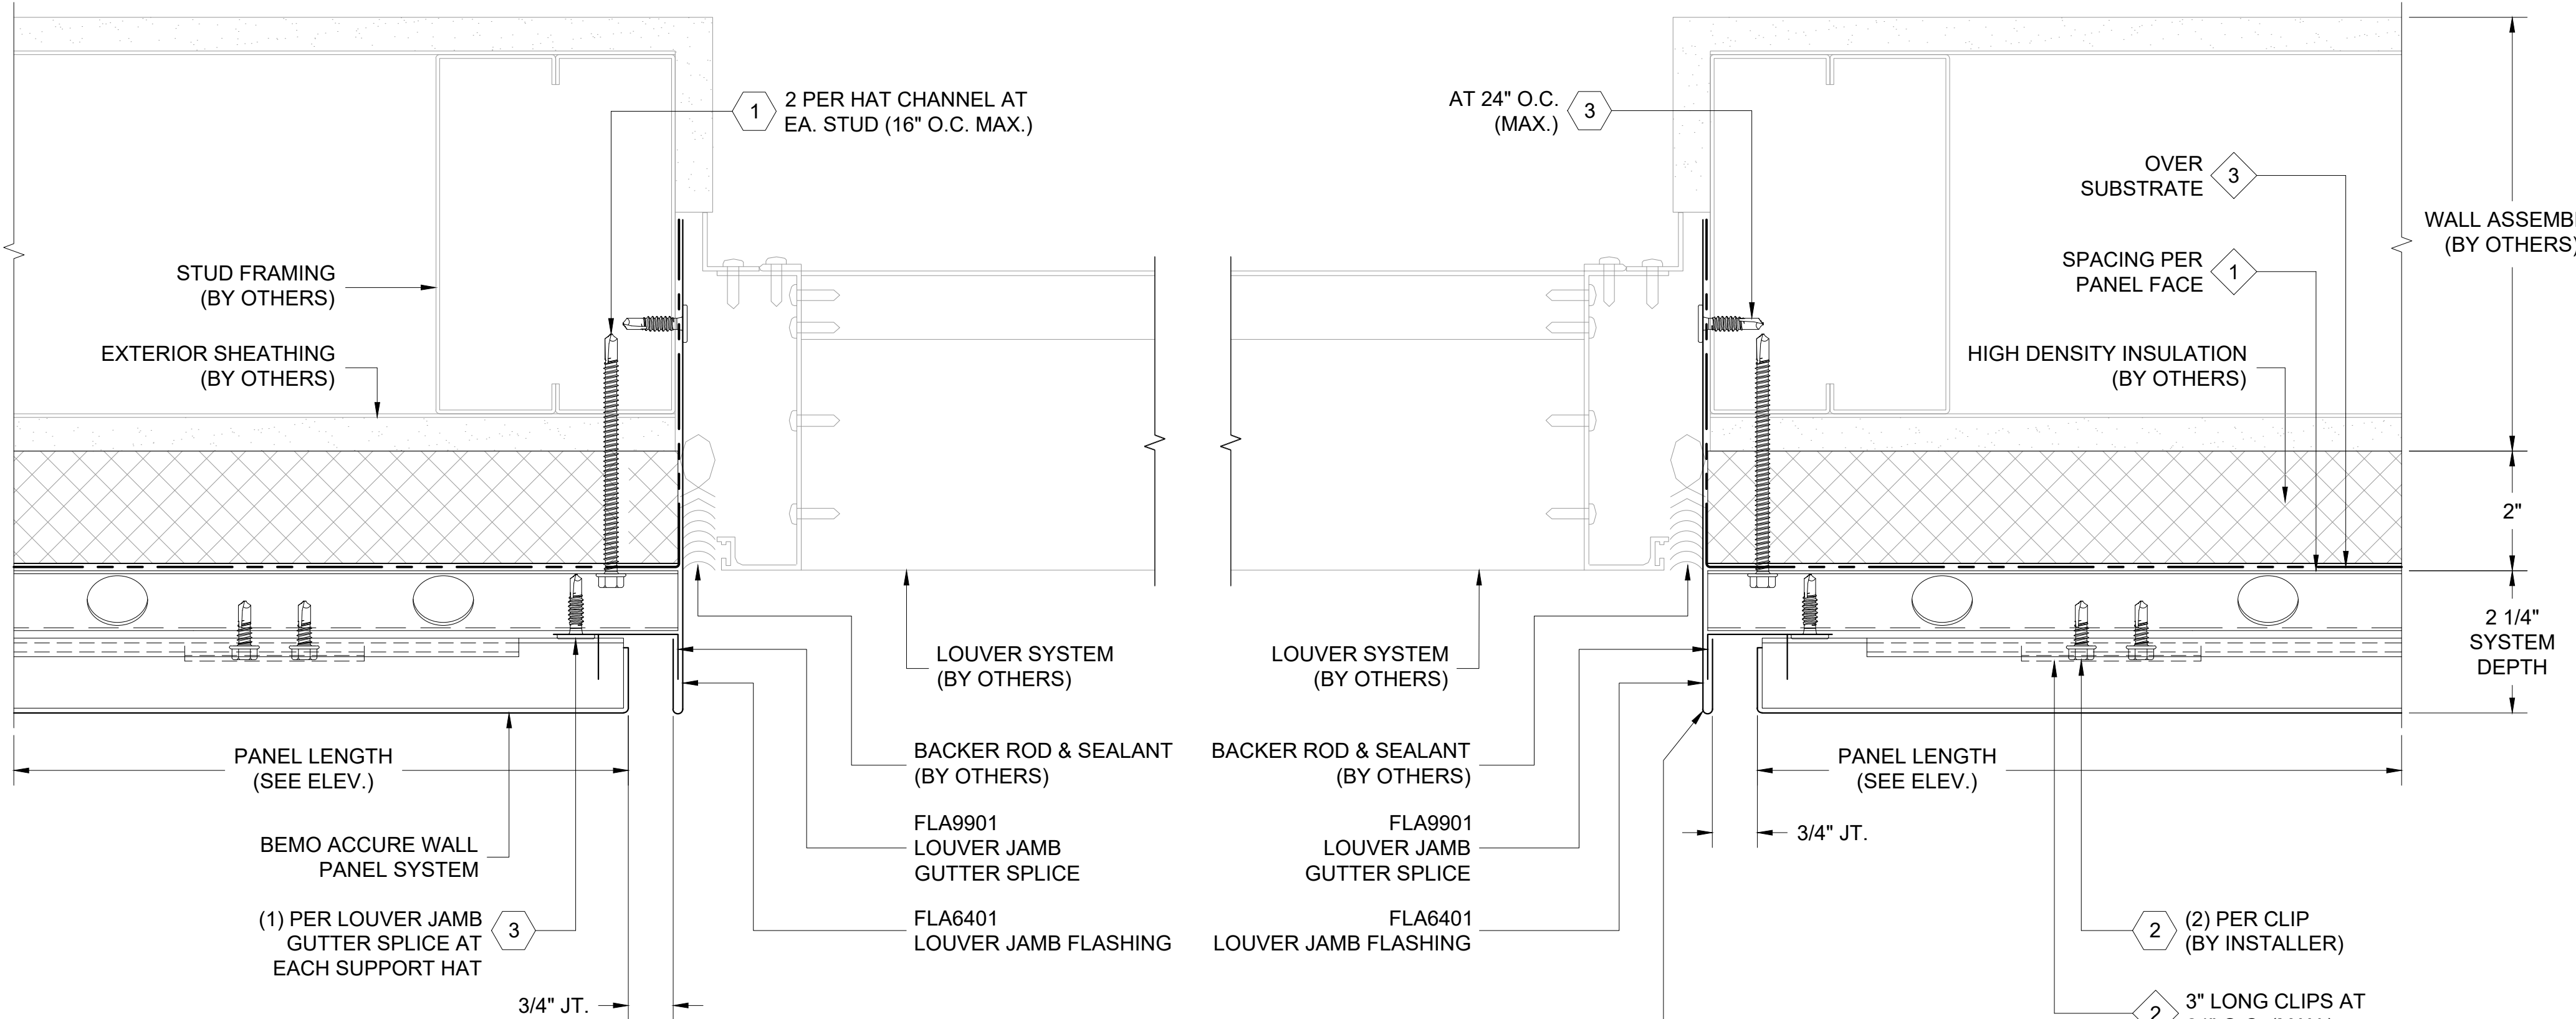 1
2 PER HAT CHANNEL AT
EA. STUD (16" O.C. MAX.)
AT 24" O.C.
(MAX.)
3
OVER
SUBSTRATE
3
WALL ASSEMB
(BY OTHERS)
STUD FRAMING
(BY OTHERS)
SPACING PER
PANEL FACE
1
EXTERIOR SHEATHING
(BY OTHERS)
HIGH DENSITY INSULATION
(BY OTHERS)
2"
2 1/4"
SYSTEM
DEPTH
LOUVER SYSTEM
(BY OTHERS)
LOUVER SYSTEM
(BY OTHERS)
PANEL LENGTH
(SEE ELEV.)
BACKER ROD & SEALANT
(BY OTHERS)
BACKER ROD & SEALANT
(BY OTHERS)
PANEL LENGTH
(SEE ELEV.)
BEMO ACCURE WALL
PANEL SYSTEM
FLA9901
LOUVER JAMB
GUTTER SPLICE
FLA9901
LOUVER JAMB
GUTTER SPLICE
3/4" JT.
(1) PER LOUVER JAMB
GUTTER SPLICE AT
EACH SUPPORT HAT
3
FLA6401
LOUVER JAMB FLASHING
FLA6401
LOUVER JAMB FLASHING
2
(2) PER CLIP
(BY INSTALLER)
3/4" JT.
2
3" LONG CLIPS AT